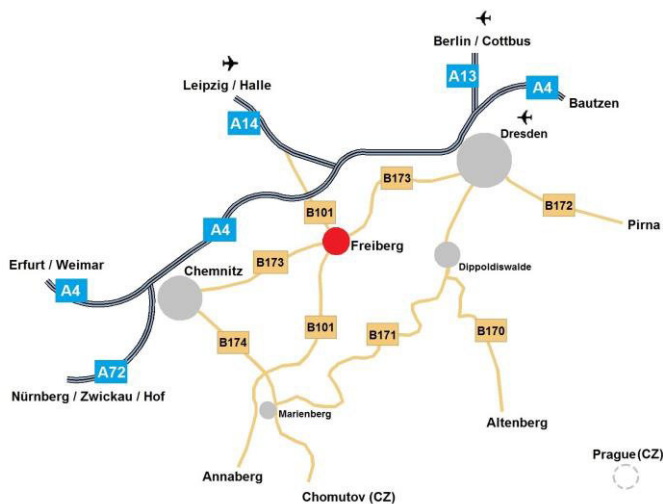 Berlin / Cottbus
A13
A4
Leipzig / Halle
Bautzen
A14
Dresden
B173
B101
B172
Pirna
A4
Freiberg
Erfurt / Weimar
Chemnitz
B173
Dippoldiswalde
A4
B101
B171
B170
B174
A72
Nürnberg / Zwickau / Hof
Marienberg
Altenberg
Prague (CZ)
Annaberg
Chomutov (CZ)